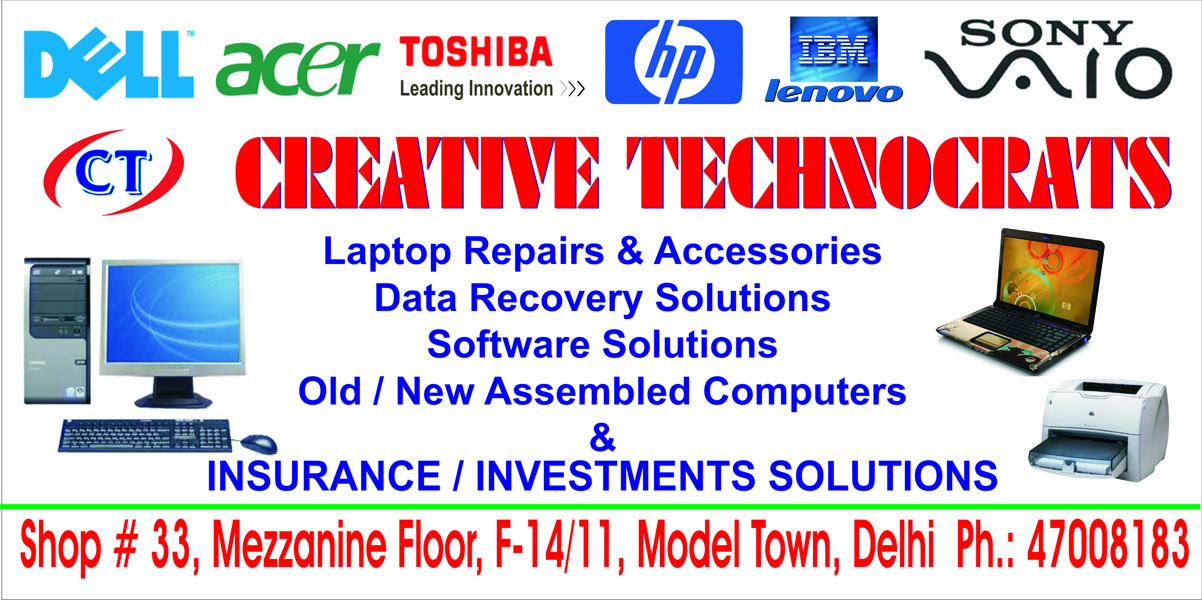 DELL™ acer TOSHIBA hp IBM SONY
Leading Innovation >>> lenovo VAIO
CT CREATIVE TECHNOCRATS
Laptop Repairs & Accessories
Data Recovery Solutions
Software Solutions
Old / New Assembled Computers
&
INSURANCE / INVESTMENTS SOLUTIONS
Shop # 33, Mezzanine Floor, F-14/11, Model Town, Delhi Ph.: 47008183